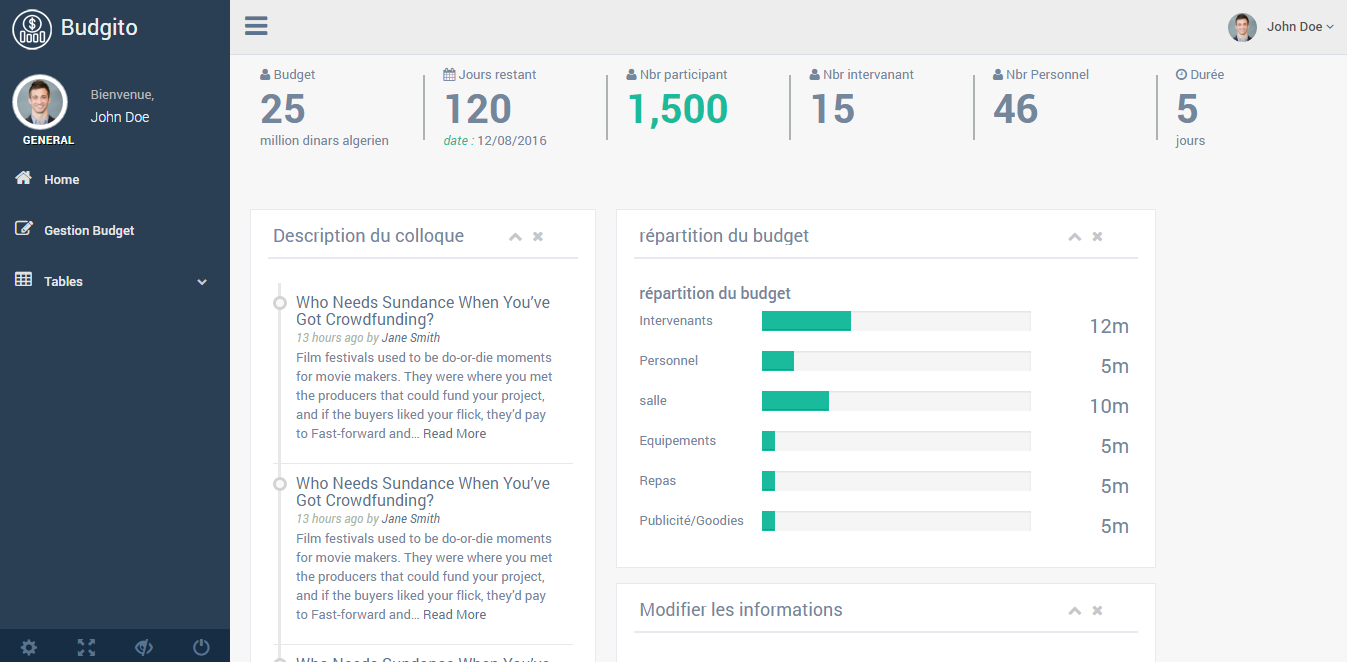 Budgito
Bienvenue,
John Doe
GENERAL
Home
Gestion Budget
Tables
John Doe
Budget
25
million dinars algerien
Jours restant
120
date : 12/08/2016
Nbr participant
1,500
Nbr intervanant
15
Nbr Personnel
46
Durée
5
jours
Description du colloque
Who Needs Sundance When You've
Got Crowdfunding?
13 hours ago by Jane Smith
Film festivals used to be do-or-die moments
for movie makers. They were where you met
the producers that could fund your project,
and if the buyers liked your flick, they'd pay
to Fast-forward and... Read More
Who Needs Sundance When You've
Got Crowdfunding?
13 hours ago by Jane Smith
Film festivals used to be do-or-die moments
for movie makers. They were where you met
the producers that could fund your project,
and if the buyers liked your flick, they'd pay
to Fast-forward and... Read More
Who Needs Sundance When You've
répartition du budget
répartition du budget
Intervenants 12m
Personnel 5m
salle 10m
Equipements 5m
Repas 5m
Publicité/Goodies 5m
Modifier les informations